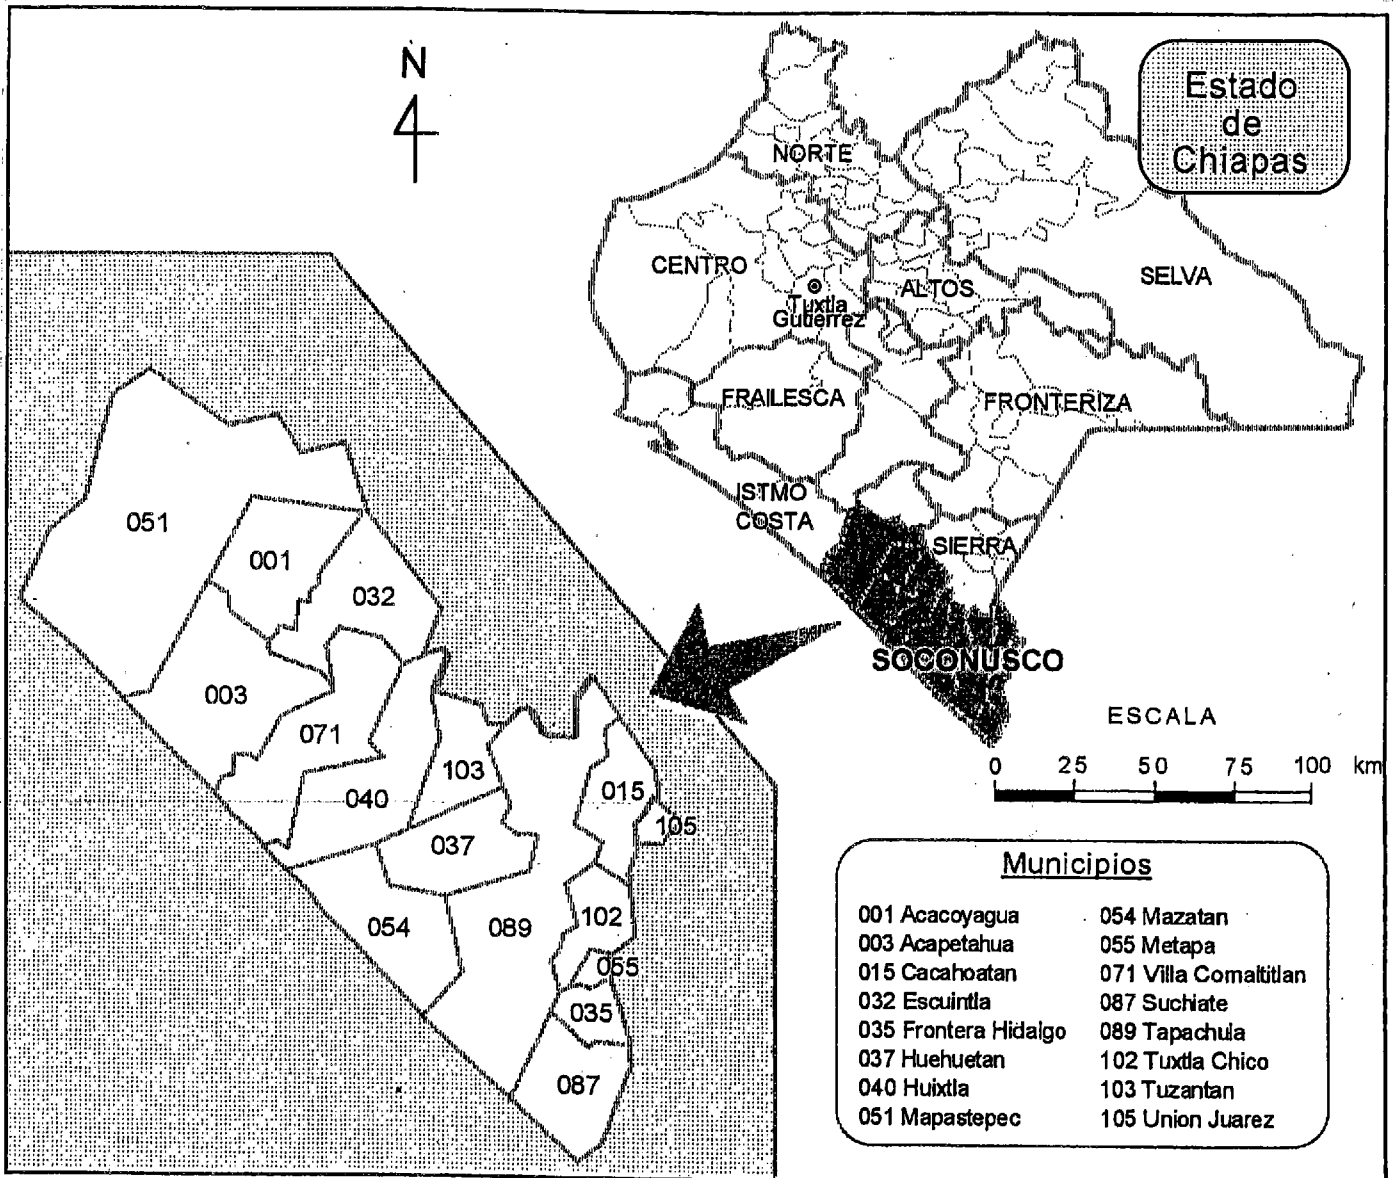 N
Estado
de
Chiapas
NORTE
CENTRO
SELVA
ALTOS
Tuxtla
Gutierrez
FRAILESCA
FRONTERIZA
ISTMO
COSTA
SIERRA
SOCONUSCO
051
001
032
003
071
103
040
015
105
037
054
089
102
055
035
087
ESCALA
0 25 50 75 100 km
Municipios
001 Acacoyagua
003 Acapetahua
015 Cacahoatan
032 Escuintla
035 Frontera Hidalgo
037 Huehuetan
040 Huixtla
051 Mapastepec
054 Mazatan
055 Metapa
071 Villa Comaltitlan
087 Suchiate
089 Tapachula
102 Tuxtla Chico
103 Tuzantan
105 Union Juarez